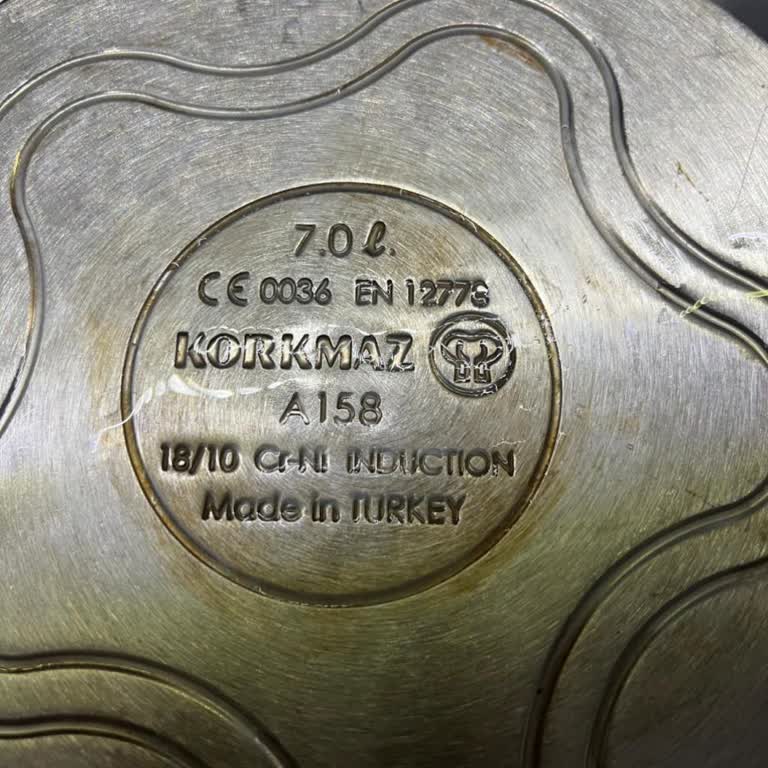 7.0 ℓ.
CE 0036 EN 12778
KORKMAZ
A158
18/10 Cr-Ni INDUCTION
Made in TURKEY